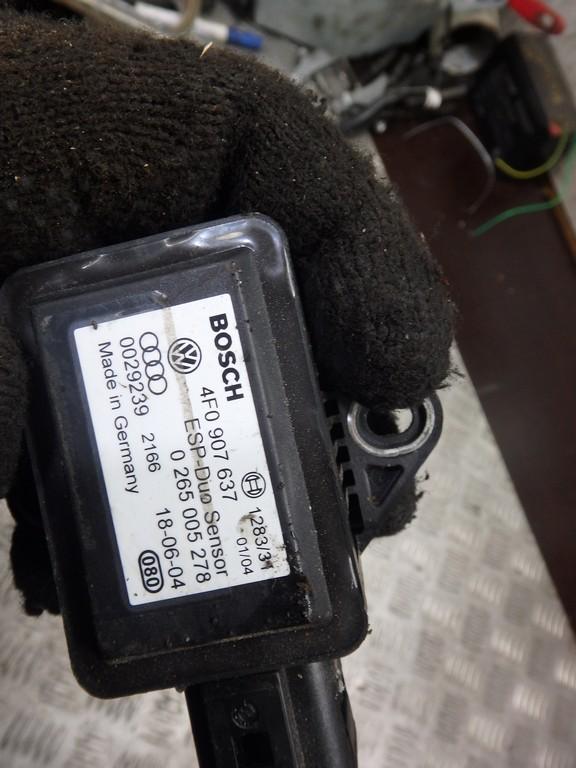 BOSCH
1283/31
4F0 907 637
01/04
ESP-Duo Sensor
0 265 005 278
0029239 2166
18-06-04
Made in Germany
080